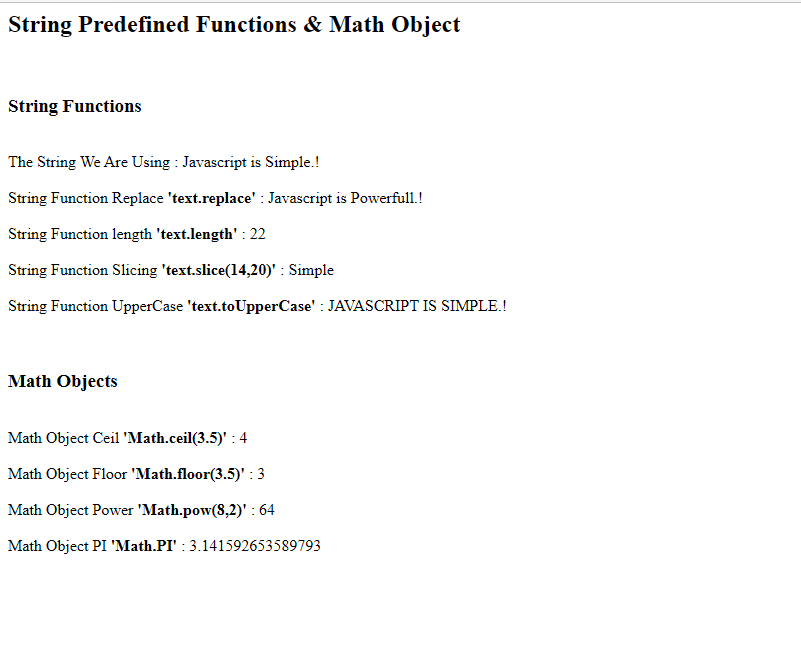 String Predefined Functions & Math Object
String Functions
The String We Are Using : Javascript is Simple.!
String Function Replace 'text.replace' : Javascript is Powerfull.!
String Function length 'text.length' : 22
String Function Slicing 'text.slice(14,20)' : Simple
String Function UpperCase 'text.toUpperCase' : JAVASCRIPT IS SIMPLE.!
Math Objects
Math Object Ceil 'Math.ceil(3.5)' : 4
Math Object Floor 'Math.floor(3.5)' : 3
Math Object Power 'Math.pow(8,2)' : 64
Math Object PI 'Math.PI' : 3.141592653589793